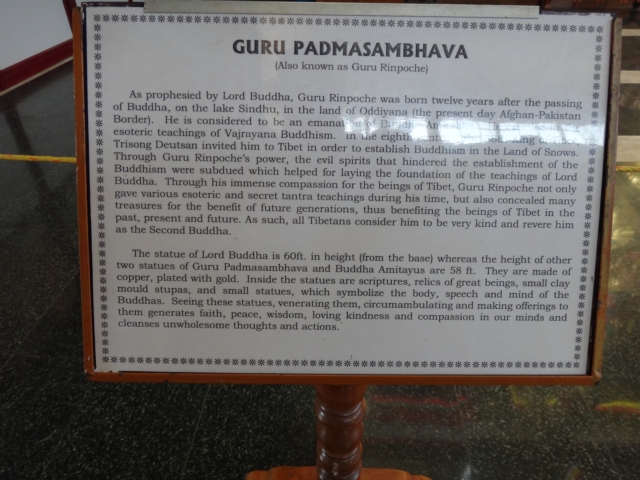 GURU PADMASAMBHAVA
(Also known as Guru Rinpoche)
As prophesied by Lord Buddha, Guru Rinpoche was born twelve years after the passing
of Buddha, on the lake Sindhu, in the land of Oddiyana (the present day Afghan-Pakistan
Border). He is considered to be an
esoteric teachings of Vajrayana Buddhism. In the eighth
Trisong Deutsan invited him to Tibet in order to establish Buddhism in the Land of Snows.
Through Guru Rinpoche's power, the evil spirits that hindered the establishment of the
Buddhism were subdued which helped for laying the foundation of the teachings of Lord
Buddha. Through his immense compassion for the beings of Tibet, Guru Rinpoche not only
gave various esoteric and secret tantra teachings during his time, but also concealed many
treasures for the benefit of future generations, thus benefiting the beings of Tibet in the
past, present and future. As such, all Tibetans consider him to be very kind and revere him
as the Second Buddha.
The statue of Lord Buddha is 60ft. in height (from the base) whereas the height of other
two statues of Guru Padmasambhava and Buddha Amitayus are 58 ft. They are made of
copper, plated with gold. Inside the statues are scriptures, relics of great beings, small clay
mould stupas, and small statues, which symbolize the body, speech and mind of the
Buddhas. Seeing these statues, venerating them, circumambulating and making offerings to
them generates faith, peace, wisdom, loving kindness and compassion in our minds and
cleanses unwholesome thoughts and actions.